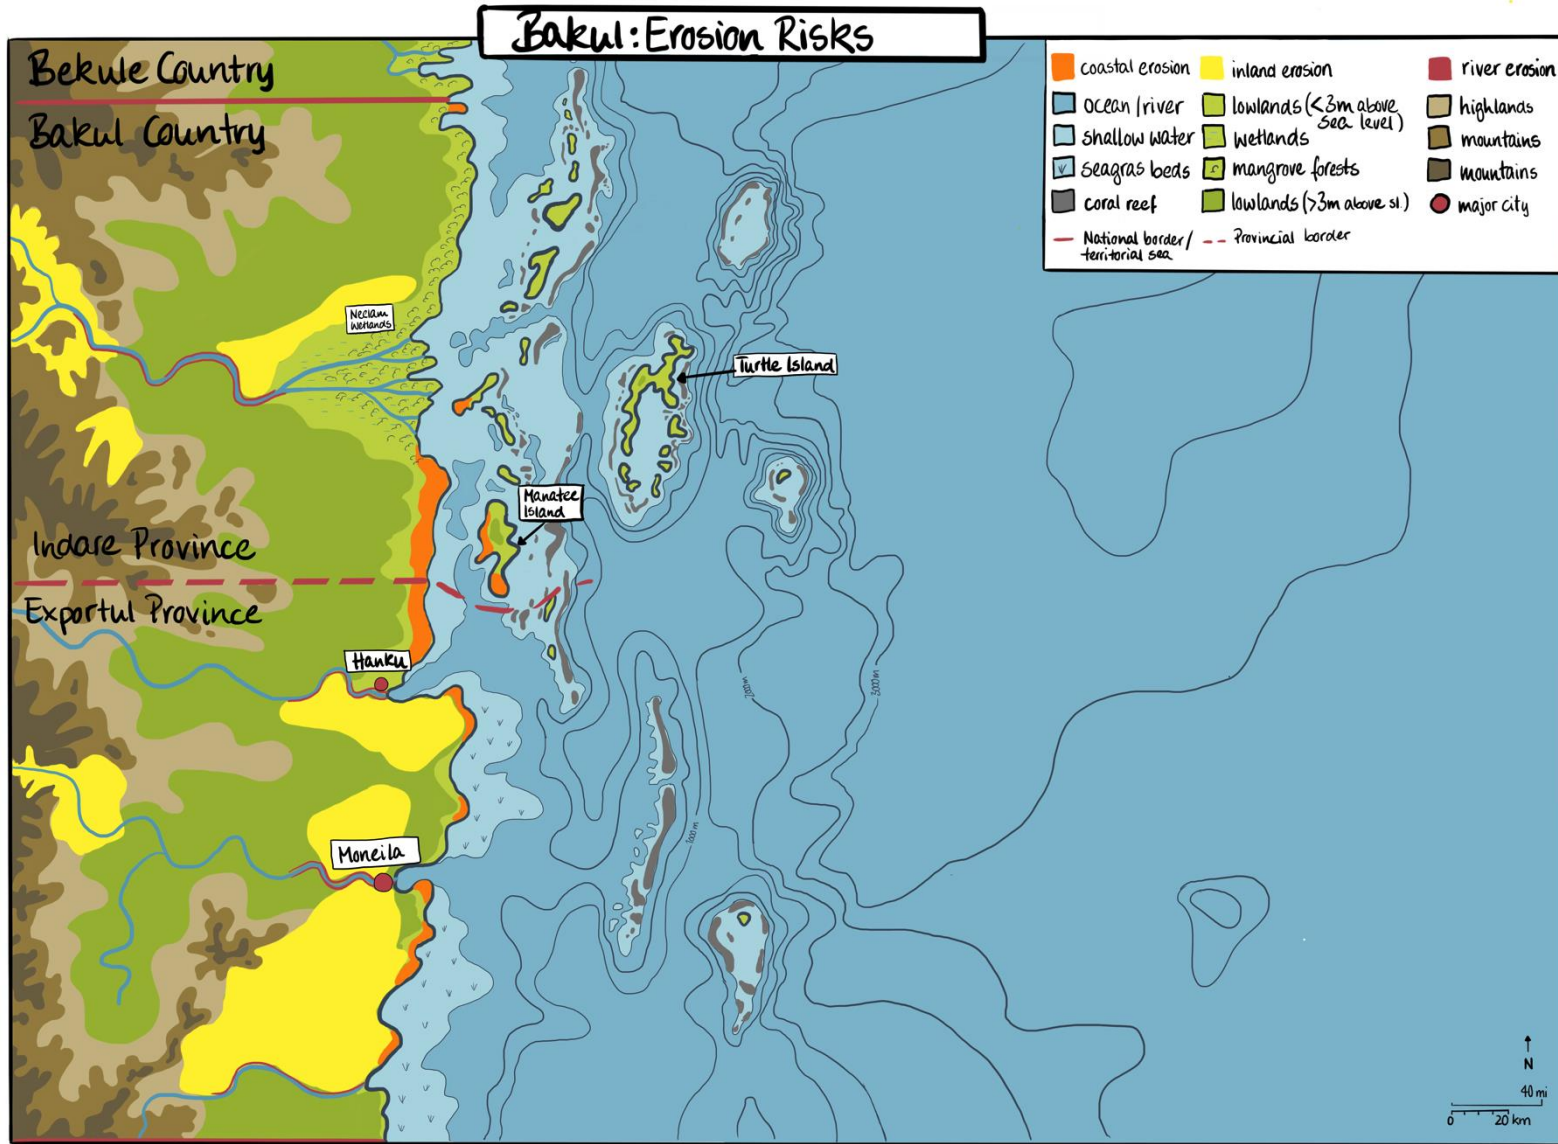 Bakul: Erosion Risks
Bekule Country
Bakul Country
coastal erosion
inland erosion
river erosion
ocean/river
lowlands (<3m above
sea level)
highlands
shallow water
wetlands
mountains
seagras beds
mangrove forests
mountains
coral reef
lowlands (>3m above sl.)
major city
National border/
territorial sea
Provincial border
Neclam
Wetlands
Turtle Island
Manatee
Island
Indare Province
Exportul Province
Hanku
2000 m
3000 m
1000 m
Moneila
N
40 mi
0 20 km